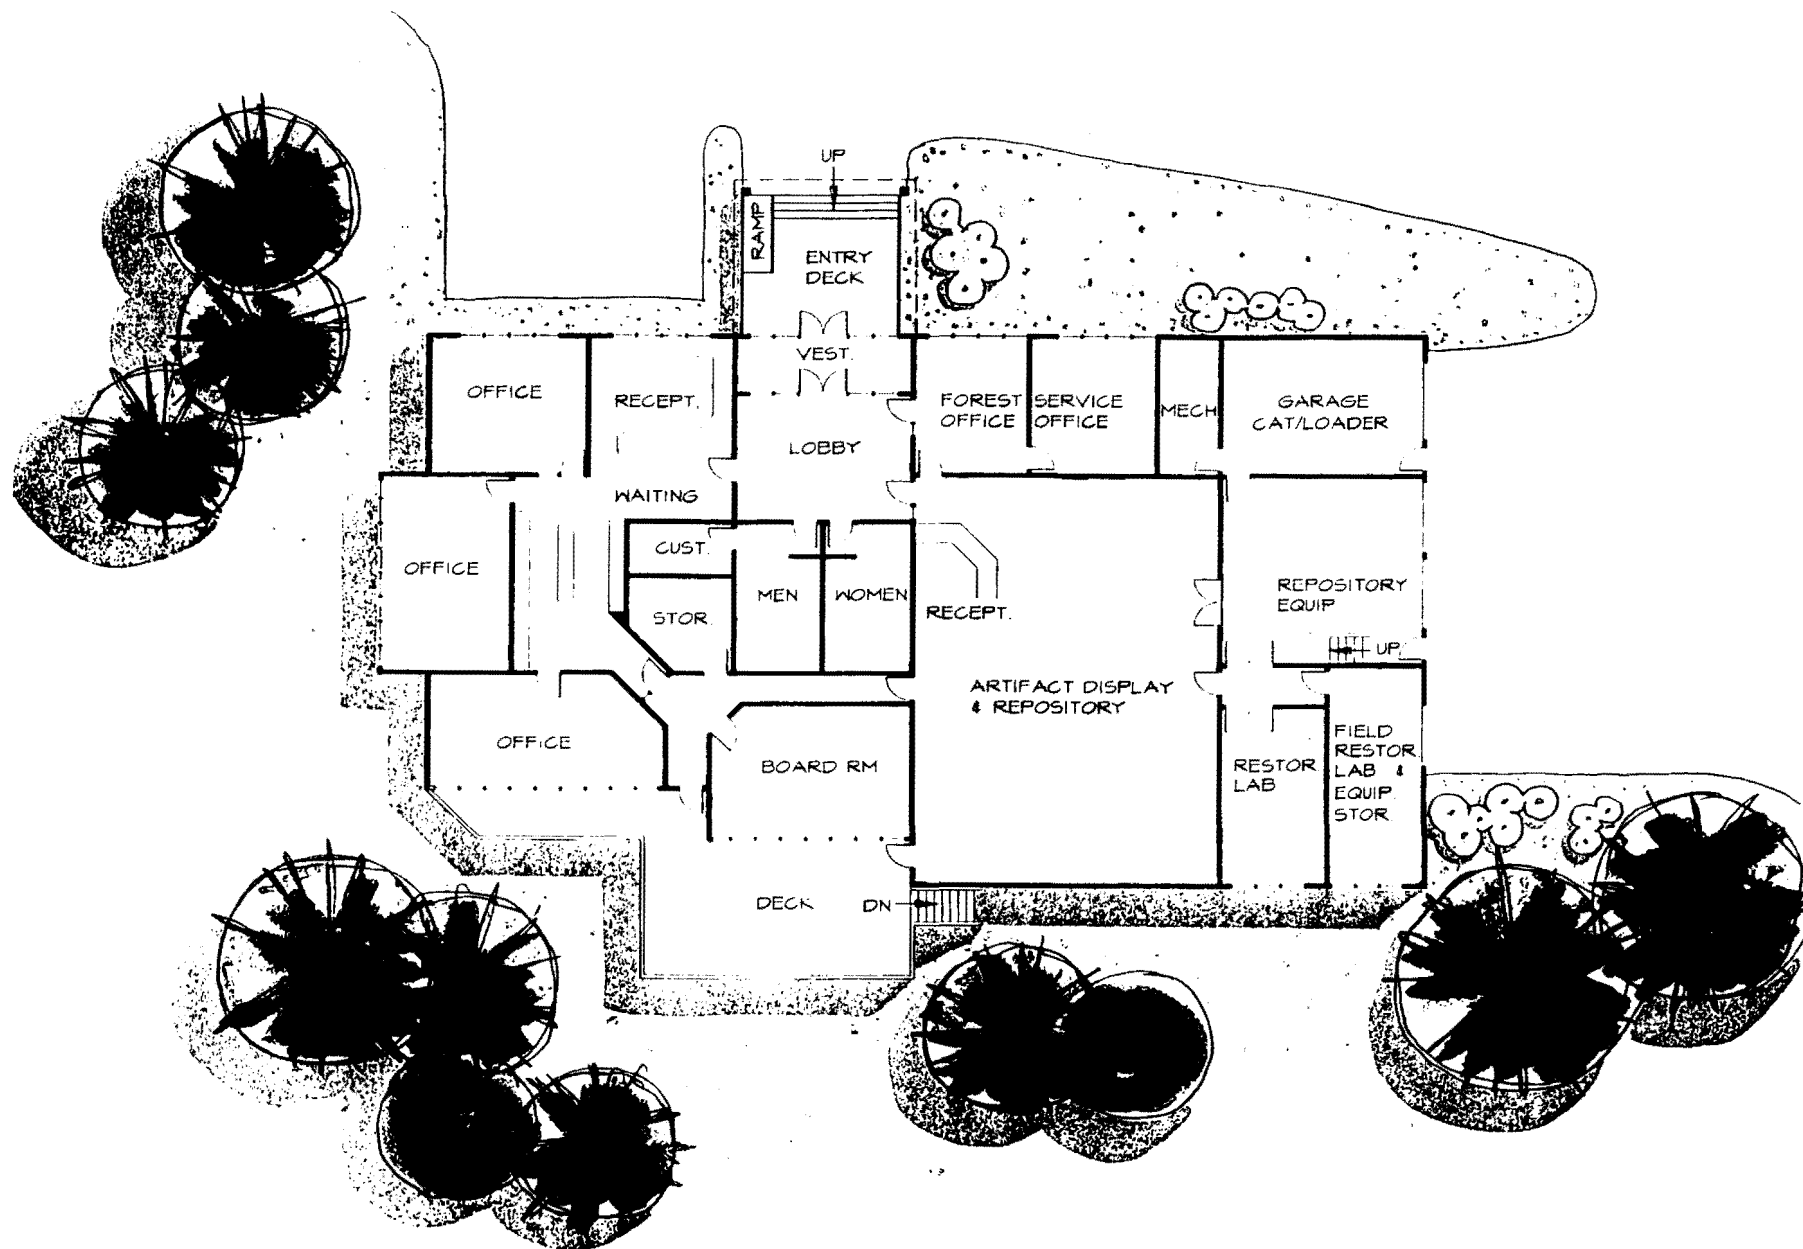 UP
RAMP
ENTRY
DECK
VEST.
OFFICE
RECEPT.
LOBBY
FOREST
OFFICE
SERVICE
OFFICE
MECH
GARAGE
CAT/LOADER
WAITING
CUST.
OFFICE
STOR.
MEN
WOMEN
RECEPT.
REPOSITORY
EQUIP
UP
ARTIFACT DISPLAY
& REPOSITORY
OFFICE
BOARD RM
RESTOR
LAB
FIELD
RESTOR
LAB &
EQUIP.
STOR
DECK
DN